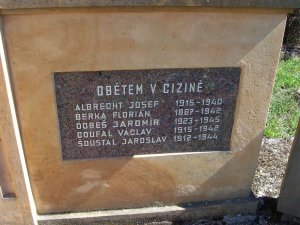 OBĚTEM V CIZINĚ
ALBRECHT JOSEF 1915-1940
BERKA FLORIAN 1887-1942
DOBEŠ JAROMÍR 1923-1945
COUFAL VÁCLAV 1915-1942
SOUSTAL JAROSLAV 1912-1944